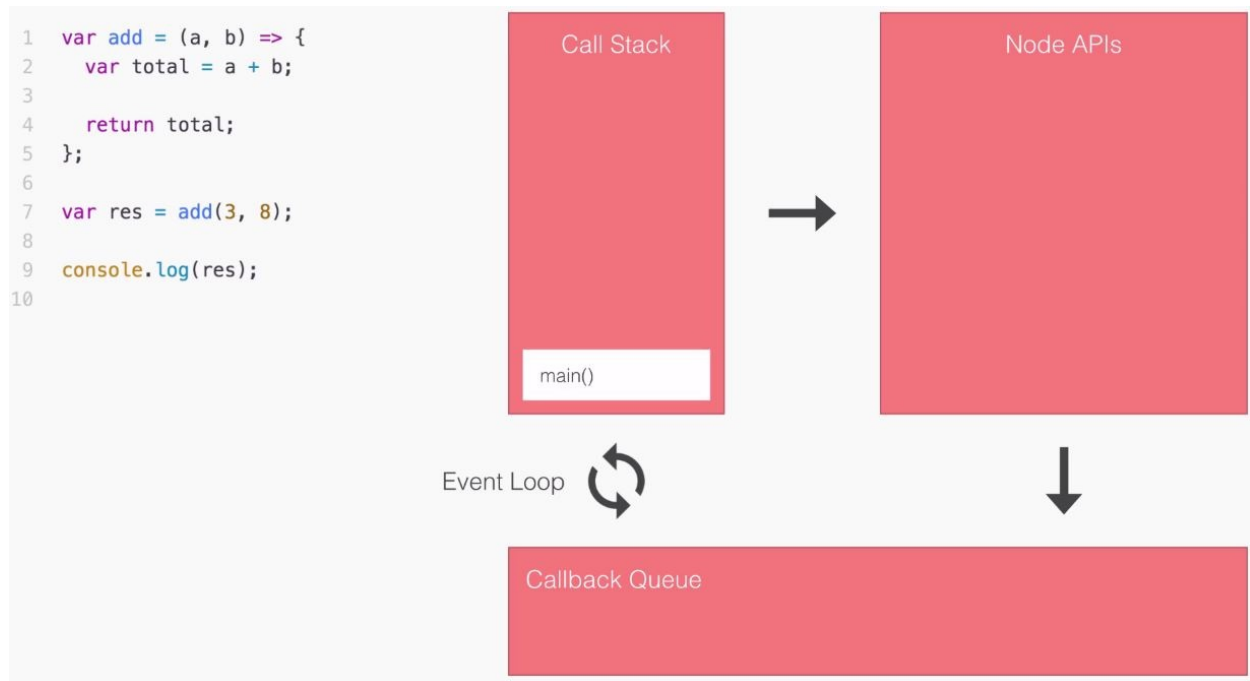 1 var add = (a, b) => {
2   var total = a + b;
3
4   return total;
5 };
6
7 var res = add(3, 8);
8
9 console.log(res);
10
Call Stack
main()
Node APIs
Event Loop
Callback Queue